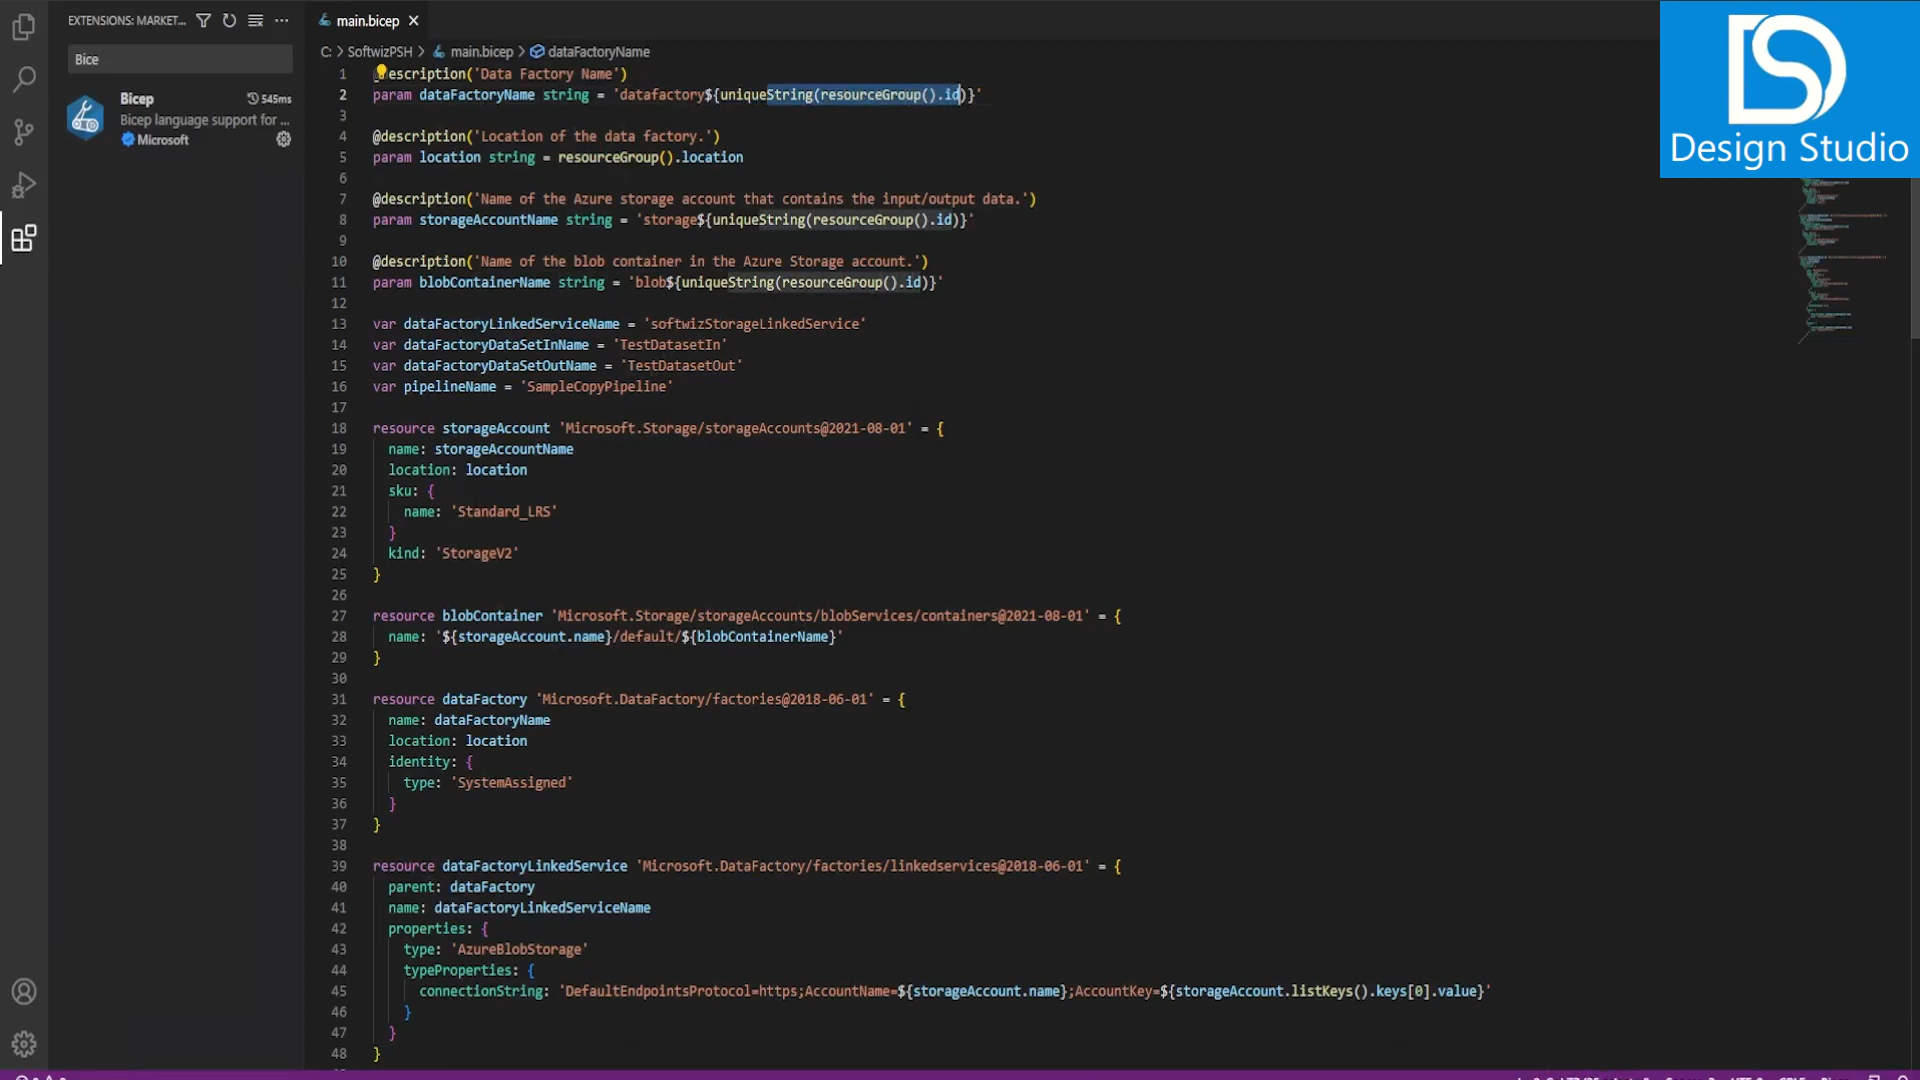 EXTENSIONS: MARKET...
Bice
Bicep
545ms
Bicep language support for ...
Microsoft
main.bicep
C: > SoftwizPSH > main.bicep > dataFactoryName
1 @description('Data Factory Name')
2 param dataFactoryName string = 'datafactory${uniqueString(resourceGroup().id)}'
3
4 @description('Location of the data factory.')
5 param location string = resourceGroup().location
6
7 @description('Name of the Azure storage account that contains the input/output data.')
8 param storageAccountName string = 'storage${uniqueString(resourceGroup().id)}'
9
10 @description('Name of the blob container in the Azure Storage account.')
11 param blobContainerName string = 'blob${uniqueString(resourceGroup().id)}'
12
13 var dataFactoryLinkedServiceName = 'softwizStorageLinkedService'
14 var dataFactoryDataSetInName = 'TestDatasetIn'
15 var dataFactoryDataSetOutName = 'TestDatasetOut'
16 var pipelineName = 'SampleCopyPipeline'
17
18 resource storageAccount 'Microsoft.Storage/storageAccounts@2021-08-01' = {
19 name: storageAccountName
20 location: location
21 sku: {
22 name: 'Standard_LRS'
23 }
24 kind: 'StorageV2'
25 }
26
27 resource blobContainer 'Microsoft.Storage/storageAccounts/blobServices/containers@2021-08-01' = {
28 name: '${storageAccount.name}/default/${blobContainerName}'
29 }
30
31 resource dataFactory 'Microsoft.DataFactory/factories@2018-06-01' = {
32 name: dataFactoryName
33 location: location
34 identity: {
35 type: 'SystemAssigned'
36 }
37 }
38
39 resource dataFactoryLinkedService 'Microsoft.DataFactory/factories/linkedservices@2018-06-01' = {
40 parent: dataFactory
41 name: dataFactoryLinkedServiceName
42 properties: {
43 type: 'AzureBlobStorage'
44 typeProperties: {
45 connectionString: 'DefaultEndpointsProtocol=https;AccountName=${storageAccount.name};AccountKey=${storageAccount.listKeys().keys[0].value}'
46 }
47 }
48 }
DS
Design Studio